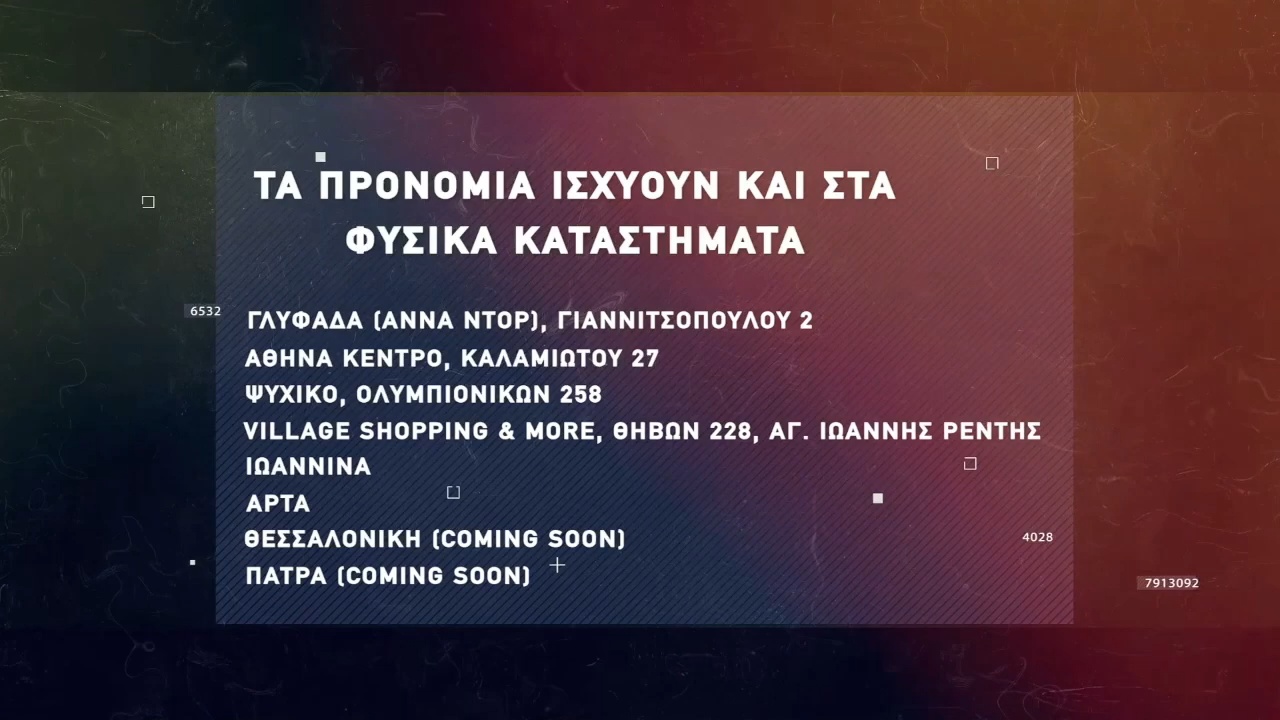 ΤΑ ΠΡΟΝΟΜΙΑ ΙΣΧΥΟΥΝ ΚΑΙ ΣΤΑ
ΦΥΣΙΚΑ ΚΑΤΑΣΤΗΜΑΤΑ
6532
ΓΛΥΦΑΔΑ (ΑΝΝΑ ΝΤΟΡ), ΓΙΑΝΝΙΤΣΟΠΟΥΛΟΥ 2
ΑΘΗΝΑ ΚΕΝΤΡΟ, ΚΑΛΑΜΙΩΤΟΥ 27
ΨΥΧΙΚΟ, ΟΛΥΜΠΙΟΝΙΚΩΝ 258
VILLAGE SHOPPING & MORE, ΘΗΒΩΝ 228, ΑΓ. ΙΩΑΝΝΗΣ ΡΕΝΤΗΣ
ΙΩΑΝΝΙΝΑ
ΑΡΤΑ
ΘΕΣΣΑΛΟΝΙΚΗ (COMING SOON)
4028
ΠΑΤΡΑ (COMING SOON)
7913092